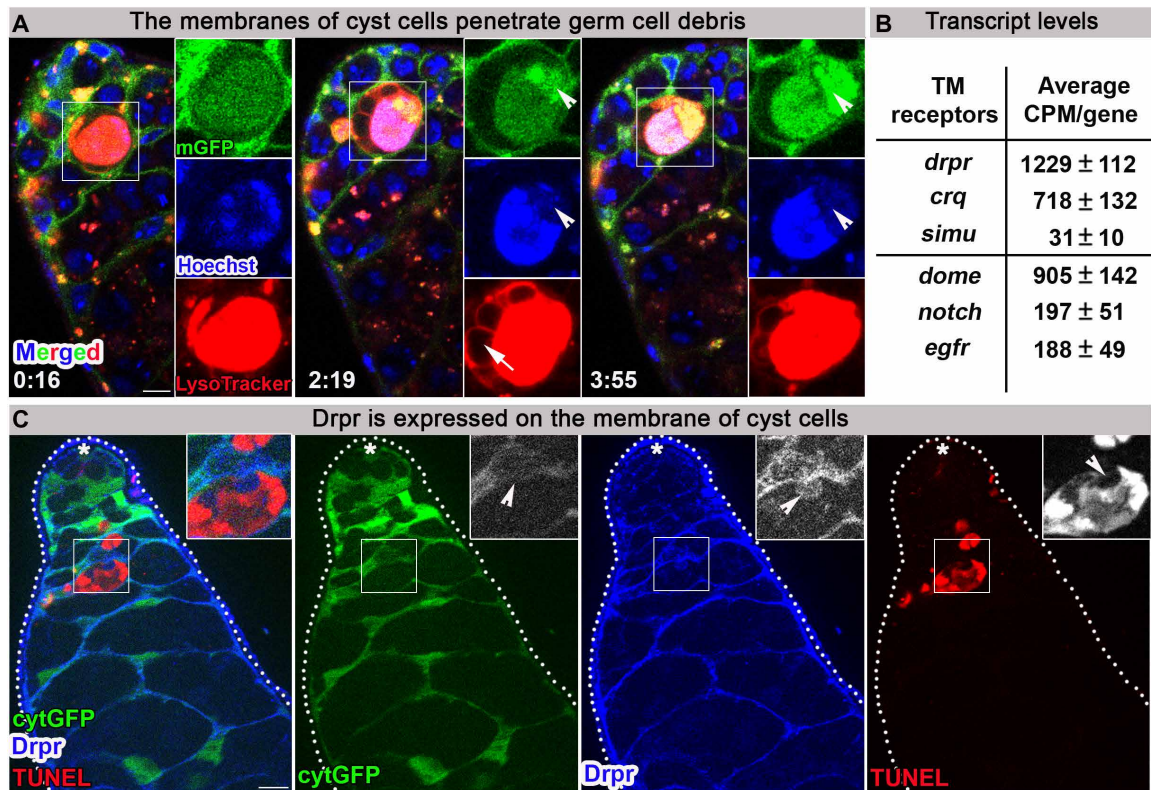 A The membranes of cyst cells penetrate germ cell debris
mGFP
Hoechst
LysoTracker
Merged
0:16
2:19
3:55
B Transcript levels
TM receptors Average CPM/gene
drpr 1229 ± 112
crq 718 ± 132
simu 31 ± 10
dome 905 ± 142
notch 197 ± 51
egfr 188 ± 49
C Drpr is expressed on the membrane of cyst cells
*
*
*
*
cytGFP
Drpr
TUNEL
cytGFP
Drpr
TUNEL